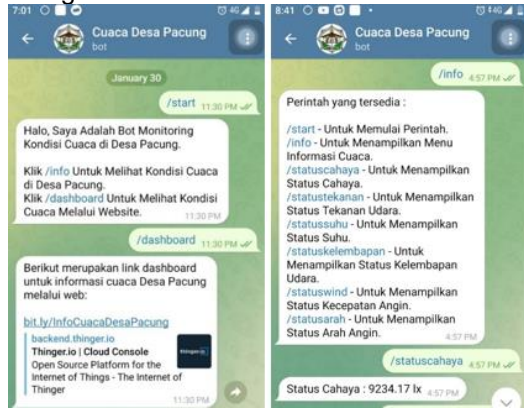 7:01
4G
Cuaca Desa Pacung
bot
January 30
/start 11:30 PM
Halo, Saya Adalah Bot Monitoring
Kondisi Cuaca di Desa Pacung.
Klik /info Untuk Melihat Kondisi Cuaca
di Desa Pacung.
Klik /dashboard Untuk Melihat Kondisi
Cuaca Melalui Website.
11:30 PM
/dashboard 11:30 PM
Berikut merupakan link dashboard
untuk informasi cuaca Desa Pacung
melalui web:
bit.ly/InfoCuacaDesaPacung
backend.thinger.io
Thinger.io | Cloud Console
Open Source Platform for the
Internet of Things - The Internet of
Thinger
thinger.io
11:30 PM
8:41
4G
Cuaca Desa Pacung
bot
/info 4:57 PM
Perintah yang tersedia :
/start - Untuk Memulai Perintah.
/info - Untuk Menampilkan Menu
Informasi Cuaca.
/statuscahaya - Untuk Menampilkan
Status Cahaya.
/statustekanan - Untuk Menampilkan
Status Tekanan Udara.
/statussuhu - Untuk Menampilkan
Status Suhu.
/statuskelembapan - Untuk
Menampilkan Status Kelembapan
Udara.
/statuswind - Untuk Menampilkan
Status Kecepatan Angin.
/statusarah - Untuk Menampilkan
Status Arah Angin.
4:57 PM
/statuscahaya 4:57 PM
Status Cahaya : 9234.17 lx 4:57 PM